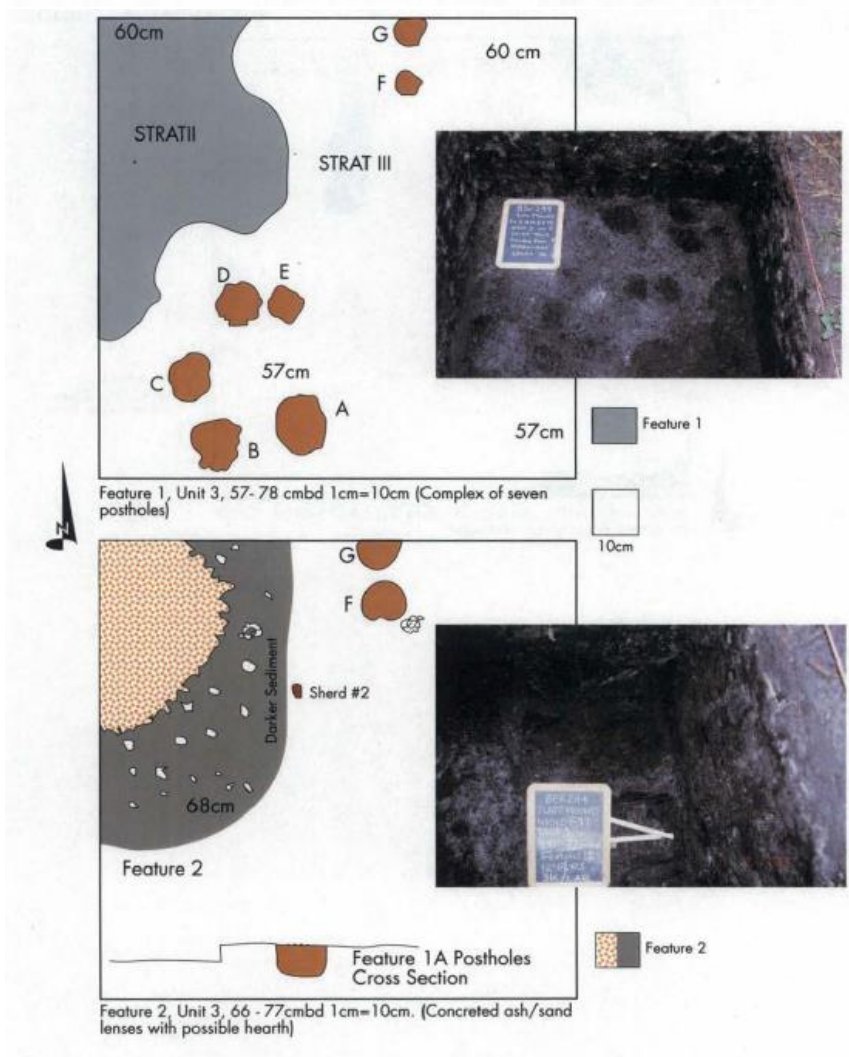 60cm
G
60 cm
F
STRATII
STRAT III
D
E
C
57cm
A
B
57cm
Feature 1
Feature 1, Unit 3, 57- 78 cmbd 1cm=10cm (Complex of seven
postholes)
10cm
N
G
F
Darker Sediment
Sherd #2
68cm
Feature 2
Feature 2
Feature 1A Postholes
Cross Section
Feature 2, Unit 3, 66 - 77cmbd 1cm=10cm. (Concreted ash/sand
lenses with possible hearth)